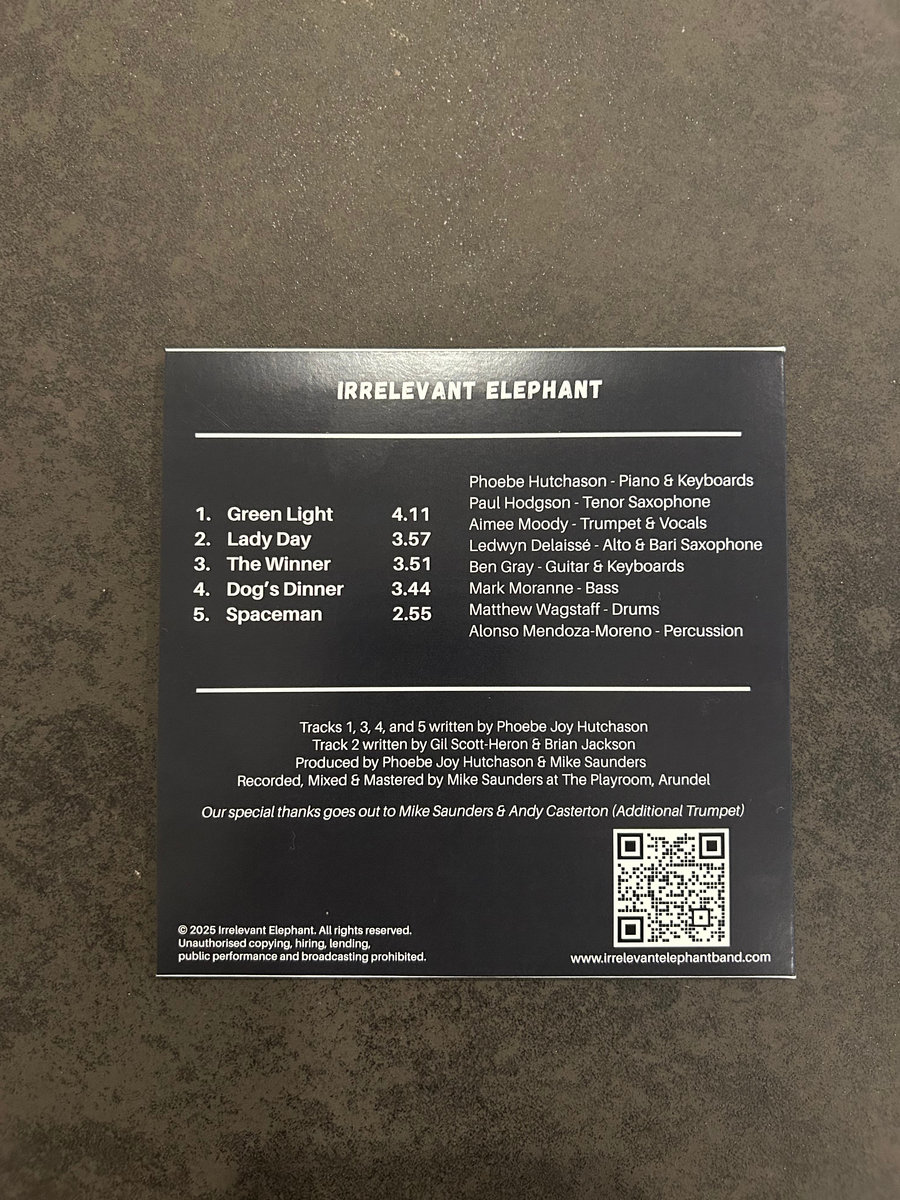 IRRELEVANT ELEPHANT
1. Green Light 4.11
2. Lady Day 3.57
3. The Winner 3.51
4. Dog's Dinner 3.44
5. Spaceman 2.55
Phoebe Hutchason - Piano & Keyboards
Paul Hodgson - Tenor Saxophone
Aimee Moody - Trumpet & Vocals
Ledwyn Delaissé - Alto & Bari Saxophone
Ben Gray - Guitar & Keyboards
Mark Moranne - Bass
Matthew Wagstaff - Drums
Alonso Mendoza-Moreno - Percussion
Tracks 1, 3, 4, and 5 written by Phoebe Joy Hutchason
Track 2 written by Gil Scott-Heron & Brian Jackson
Produced by Phoebe Joy Hutchason & Mike Saunders
Recorded, Mixed & Mastered by Mike Saunders at The Playroom, Arundel
Our special thanks goes out to Mike Saunders & Andy Casterton (Additional Trumpet)
© 2025 Irrelevant Elephant. All rights reserved.
Unauthorised copying, hiring, lending,
public performance and broadcasting prohibited.
www.irrelevantelephantband.com